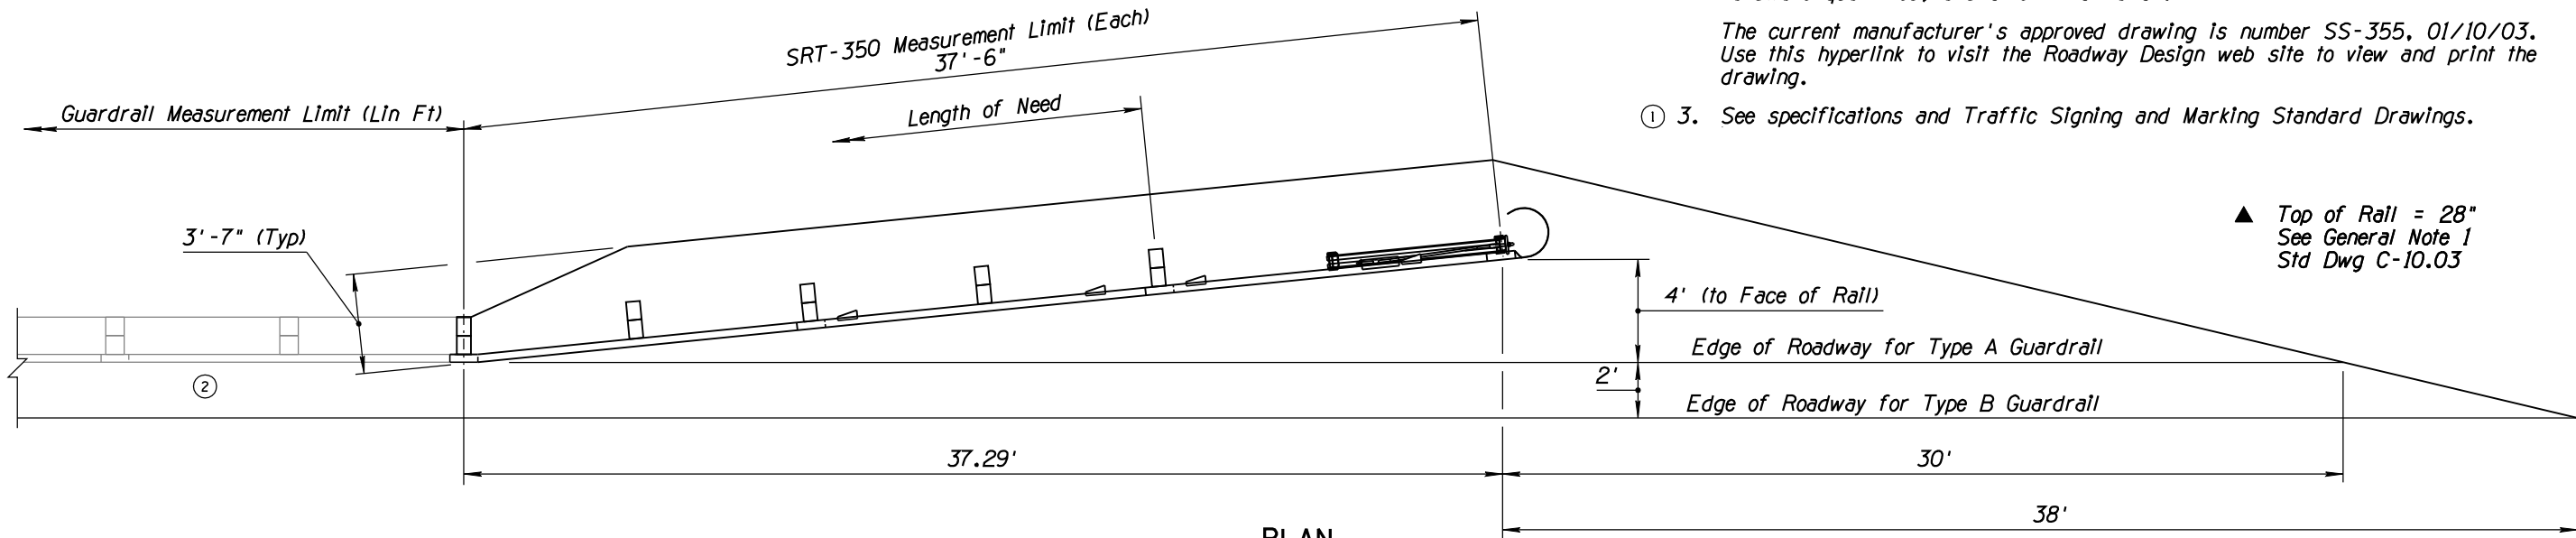 The current manufacturer's approved drawing is number SS-355, 01/10/03.
Use this hyperlink to visit the Roadway Design web site to view and print the
drawing.
1 3. See specifications and Traffic Signing and Marking Standard Drawings.
SRT-350 Measurement Limit (Each)
37'-6"
Guardrail Measurement Limit (Lin Ft)
Length of Need
3'-7" (Typ)
▲ Top of Rail = 28"
See General Note 1
Std Dwg C-10.03
4' (to Face of Rail)
Edge of Roadway for Type A Guardrail
2'
2
Edge of Roadway for Type B Guardrail
37.29'
30'
38'
PLAN